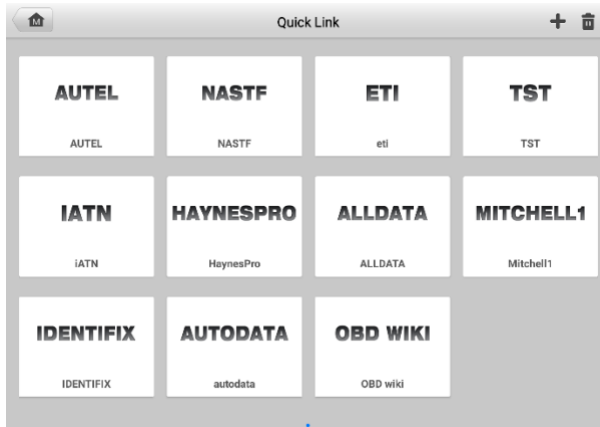 M
Quick Link
AUTEL
AUTEL
NASTF
NASTF
ETI
eti
TST
TST
IATN
iATN
HAYNESPRO
HaynesPro
ALLDATA
ALLDATA
MITCHELL1
Mitchell1
IDENTIFIX
IDENTIFIX
AUTODATA
autodata
OBD WIKI
OBD wiki